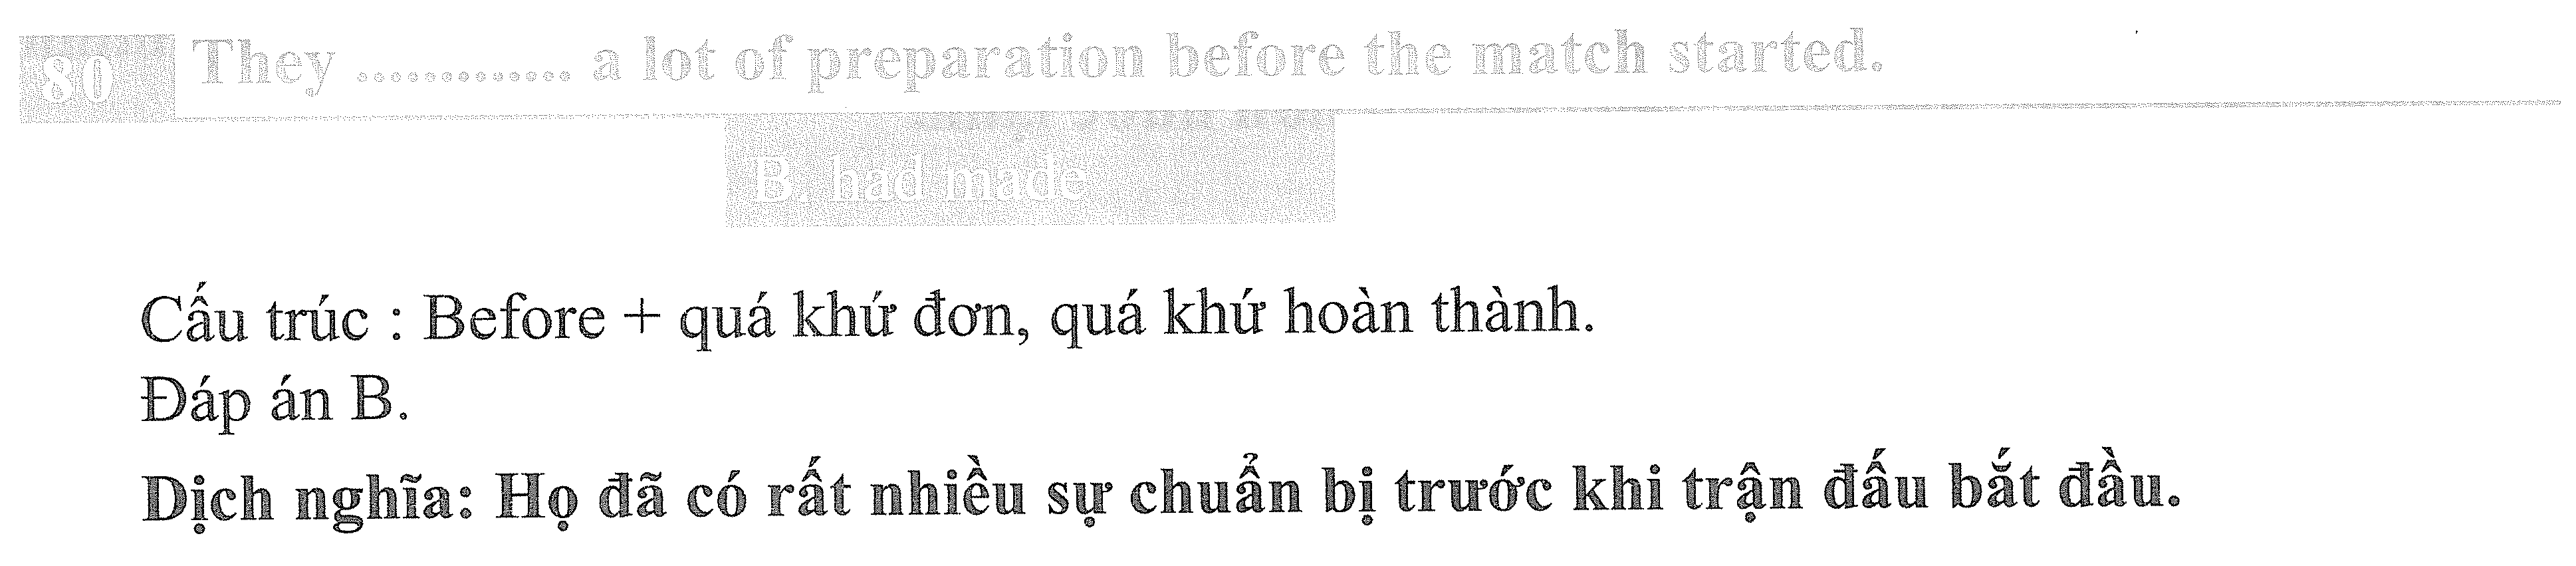 80 They ............. a lot of preparation before the match started.
B. had made
Cấu trúc : Before + quá khứ đơn, quá khứ hoàn thành.
Đáp án B.
Dịch nghĩa: Họ đã có rất nhiều sự chuẩn bị trước khi trận đấu bắt đầu.